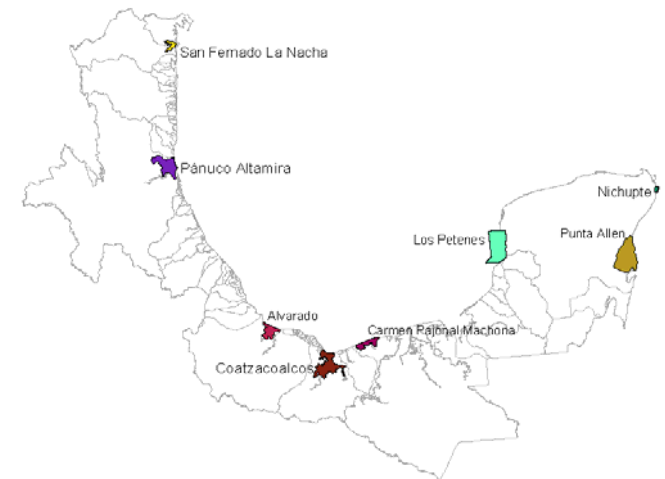 San Fernado La Nacha
Pánuco Altamira
Nichupte
Punta Allen
Los Petenes
Alvarado
Carmen Pajonal Machona
Coatzacoalcos